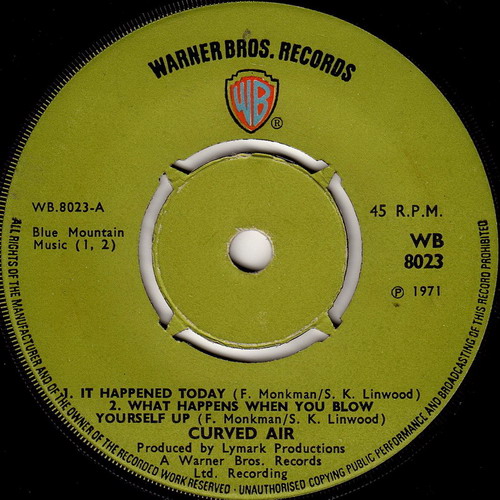 WARNER BROS. RECORDS
WB
®
WB.8023-A
45 R.P.M.
Blue Mountain
Music (1, 2)
WB
8023
℗ 1971
1. IT HAPPENED TODAY (F. Monkman/S. K. Linwood)
2. WHAT HAPPENS WHEN YOU BLOW
YOURSELF UP (F. Monkman/S. K. Linwood)
CURVED AIR
Produced by Lymark Productions
A Warner Bros. Records
Ltd. Recording
ALL RIGHTS OF THE MANUFACTURER AND OF THE OWNER OF THE RECORDED WORK RESERVED · UNAUTHORISED COPYING PUBLIC PERFORMANCE AND BROADCASTING OF THIS RECORD PROHIBITED